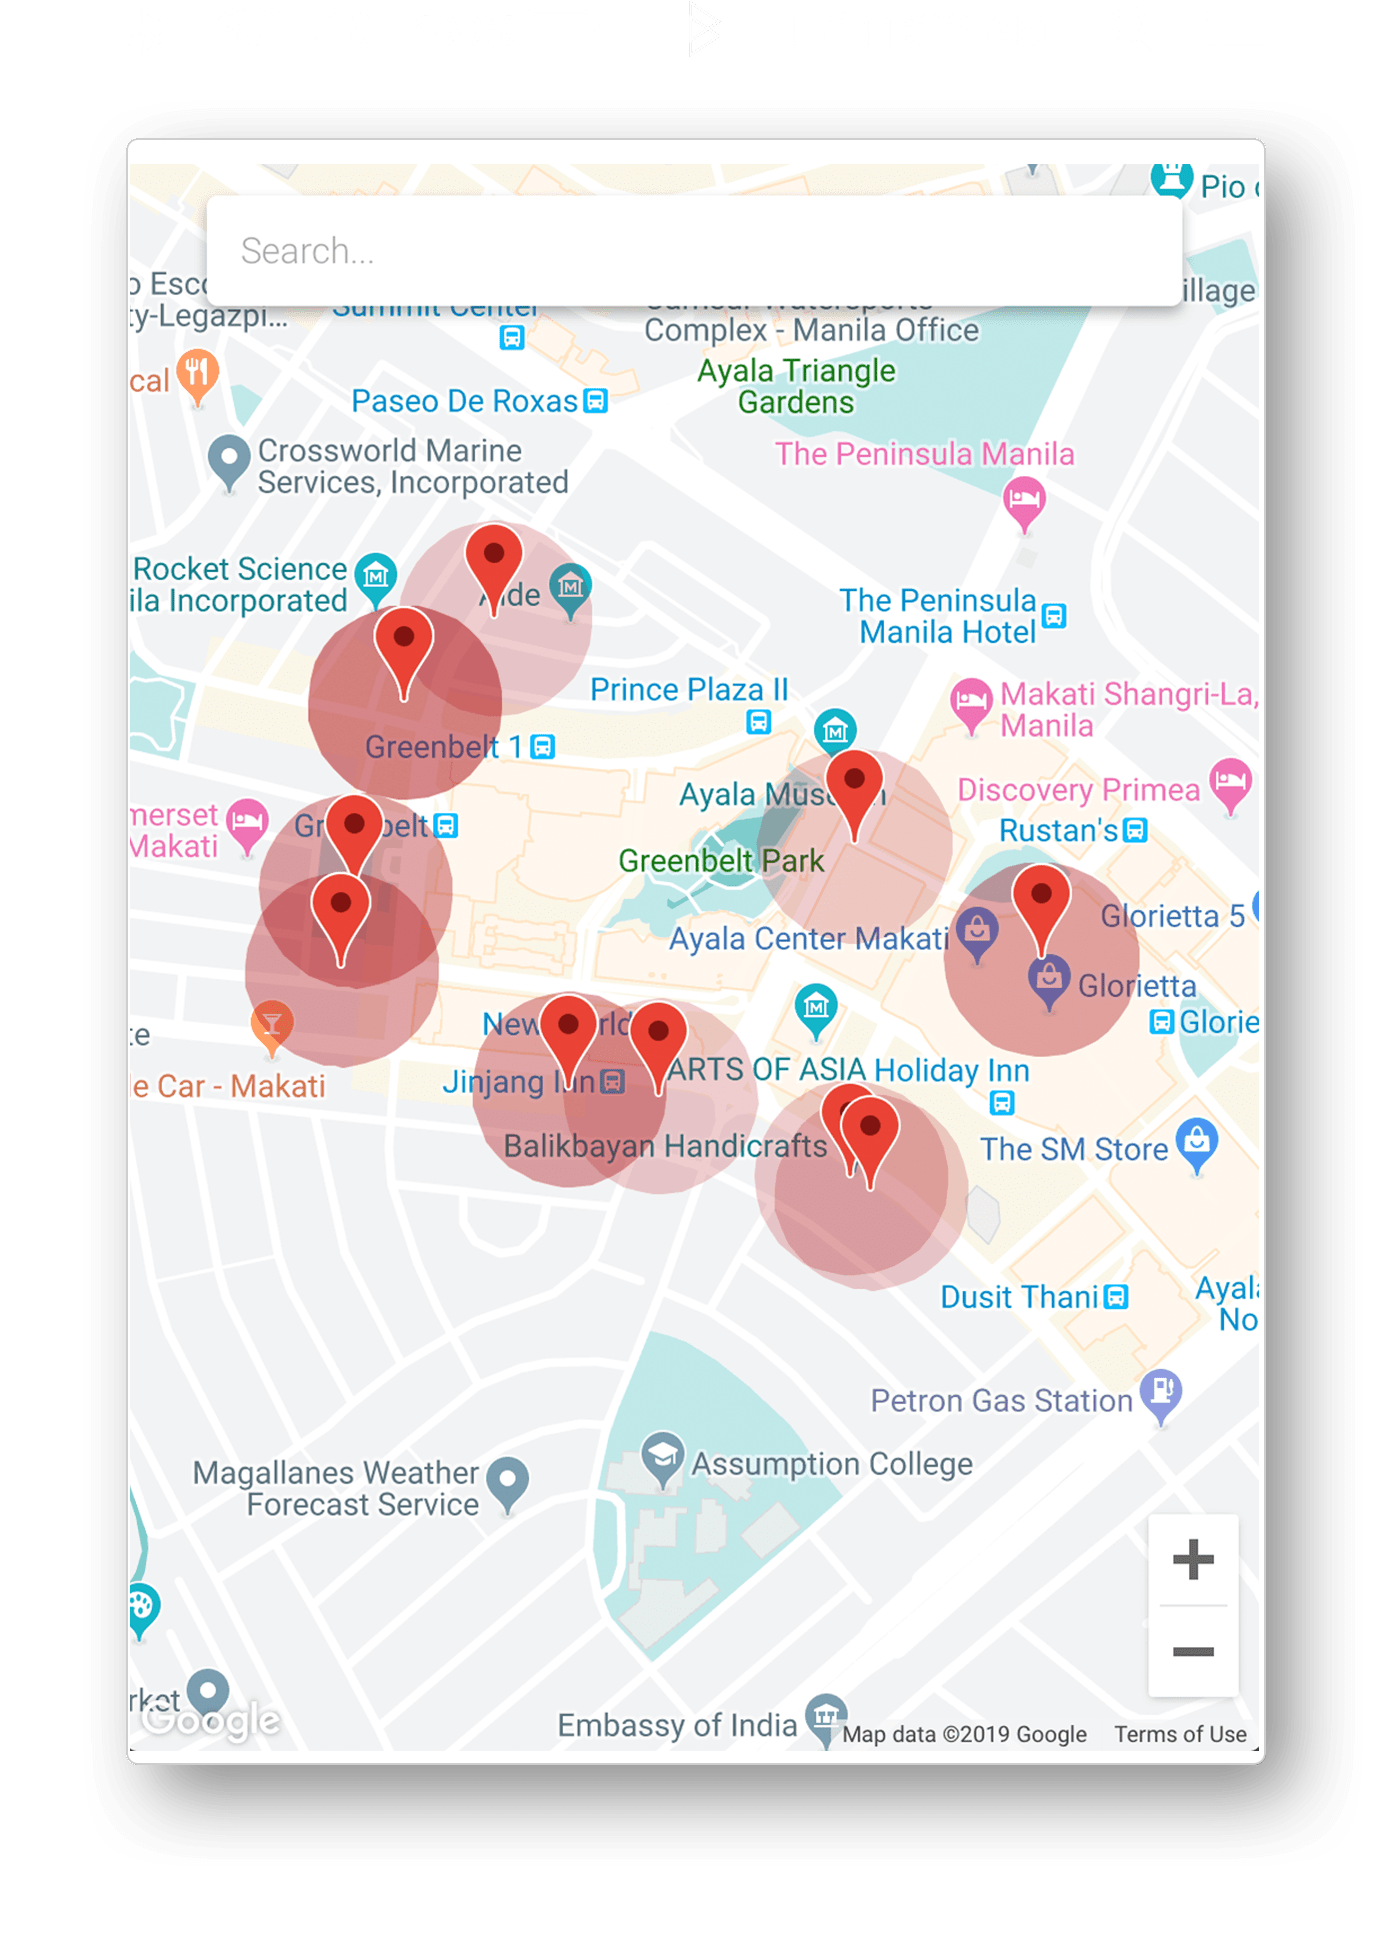 Pio
Search...
o Esc
ty-Legazpi...
illage
Summit Center
Complex - Manila Office
cal
Ayala Triangle
Gardens
Paseo De Roxas
Crossworld Marine
Services, Incorporated
The Peninsula Manila
Rocket Science
ila Incorporated
The Peninsula
Manila Hotel
Prince Plaza II
Makati Shangri-La,
Manila
Greenbelt 1
Ayala Museum
Discovery Primea
Rustan's
merset
Makati
Greenbelt
Greenbelt Park
Glorietta 5
Ayala Center Makati
Glorietta
Glorie
New
rld
te
Jinjang Inn
ARTS OF ASIA
Holiday Inn
le Car - Makati
Balikbayan Handicrafts
The SM Store
Dusit Thani
Ayala
No
Petron Gas Station
Assumption College
Magallanes Weather
Forecast Service
+
−
rket
Google
Embassy of India
Map data ©2019 Google
Terms of Use